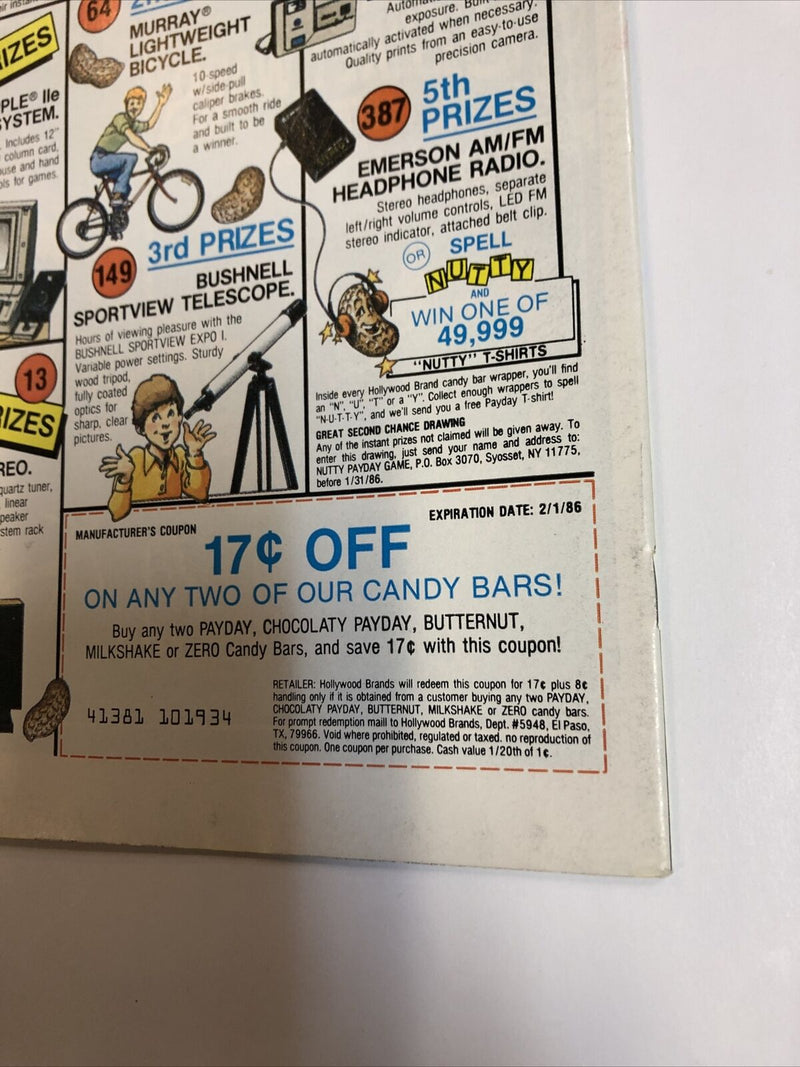 IZES
PLE® IIe
YSTEM.
Includes 12"
column card,
use and hand
ols for games.
13
IZES
REO.
quartz tuner,
linear
peaker
stem rack
64
MURRAY®
LIGHTWEIGHT
BICYCLE.
10-speed
w/side-pull
caliper brakes.
For a smooth ride
and built to be
a winner.
149
3rd PRIZES
BUSHNELL
SPORTVIEW TELESCOPE.
Hours of viewing pleasure with the
BUSHNELL SPORTVIEW EXPO I.
Variable power settings. Sturdy
wood tripod,
fully coated
optics for
sharp, clear
pictures.
exposure.
automatically activated when necessary.
Quality prints from an easy-to-use
precision camera.
387
5th
PRIZES
EMERSON AM/FM
HEADPHONE RADIO.
Stereo headphones, separate
left/right volume controls, LED FM
stereo indicator, attached belt clip.
OR SPELL
NUTTY
AND
WIN ONE OF
49,999
"NUTTY" T-SHIRTS
Inside every Hollywood Brand candy bar wrapper, you'll find
an "N", "U", "T" or a "Y". Collect enough wrappers to spell
"N-U-T-T-Y", and we'll send you a free Payday T-shirt!
GREAT SECOND CHANCE DRAWING
Any of the instant prizes not claimed will be given away. To
enter this drawing, just send your name and address to:
NUTTY PAYDAY GAME, P.O. Box 3070, Syosset, NY 11775,
before 1/31/86.
MANUFACTURER'S COUPON
EXPIRATION DATE: 2/1/86
17¢ OFF
ON ANY TWO OF OUR CANDY BARS!
Buy any two PAYDAY, CHOCOLATY PAYDAY, BUTTERNUT,
MILKSHAKE or ZERO Candy Bars, and save 17¢ with this coupon!
RETAILER: Hollywood Brands will redeem this coupon for 17¢ plus 8¢
handling only if it is obtained from a customer buying any two PAYDAY,
CHOCOLATY PAYDAY, BUTTERNUT, MILKSHAKE or ZERO candy bars.
For prompt redemption maill to Hollywood Brands, Dept. #5948, El Paso,
TX, 79966. Void where prohibited, regulated or taxed. no reproduction of
this coupon. One coupon per purchase. Cash value 1/20th of 1¢.
41381 101934